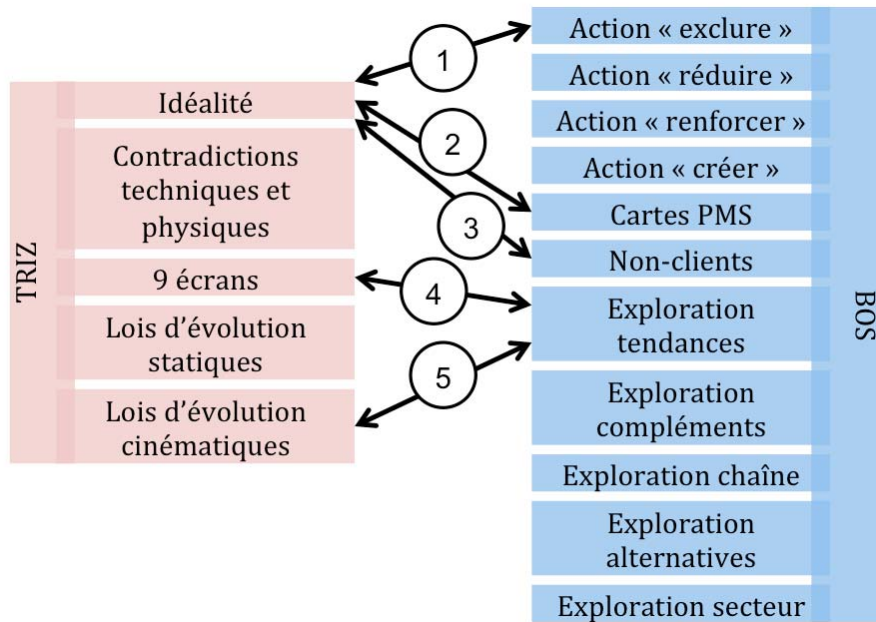 TRIZ
Idéalité
Contradictions
techniques et
physiques
9 écrans
Lois d'évolution
statiques
Lois d'évolution
cinématiques
1
2
3
4
5
Action « exclure »
Action « réduire »
Action « renforcer »
Action « créer »
Cartes PMS
Non-clients
Exploration
tendances
Exploration
compléments
Exploration chaîne
Exploration
alternatives
Exploration secteur
BOS